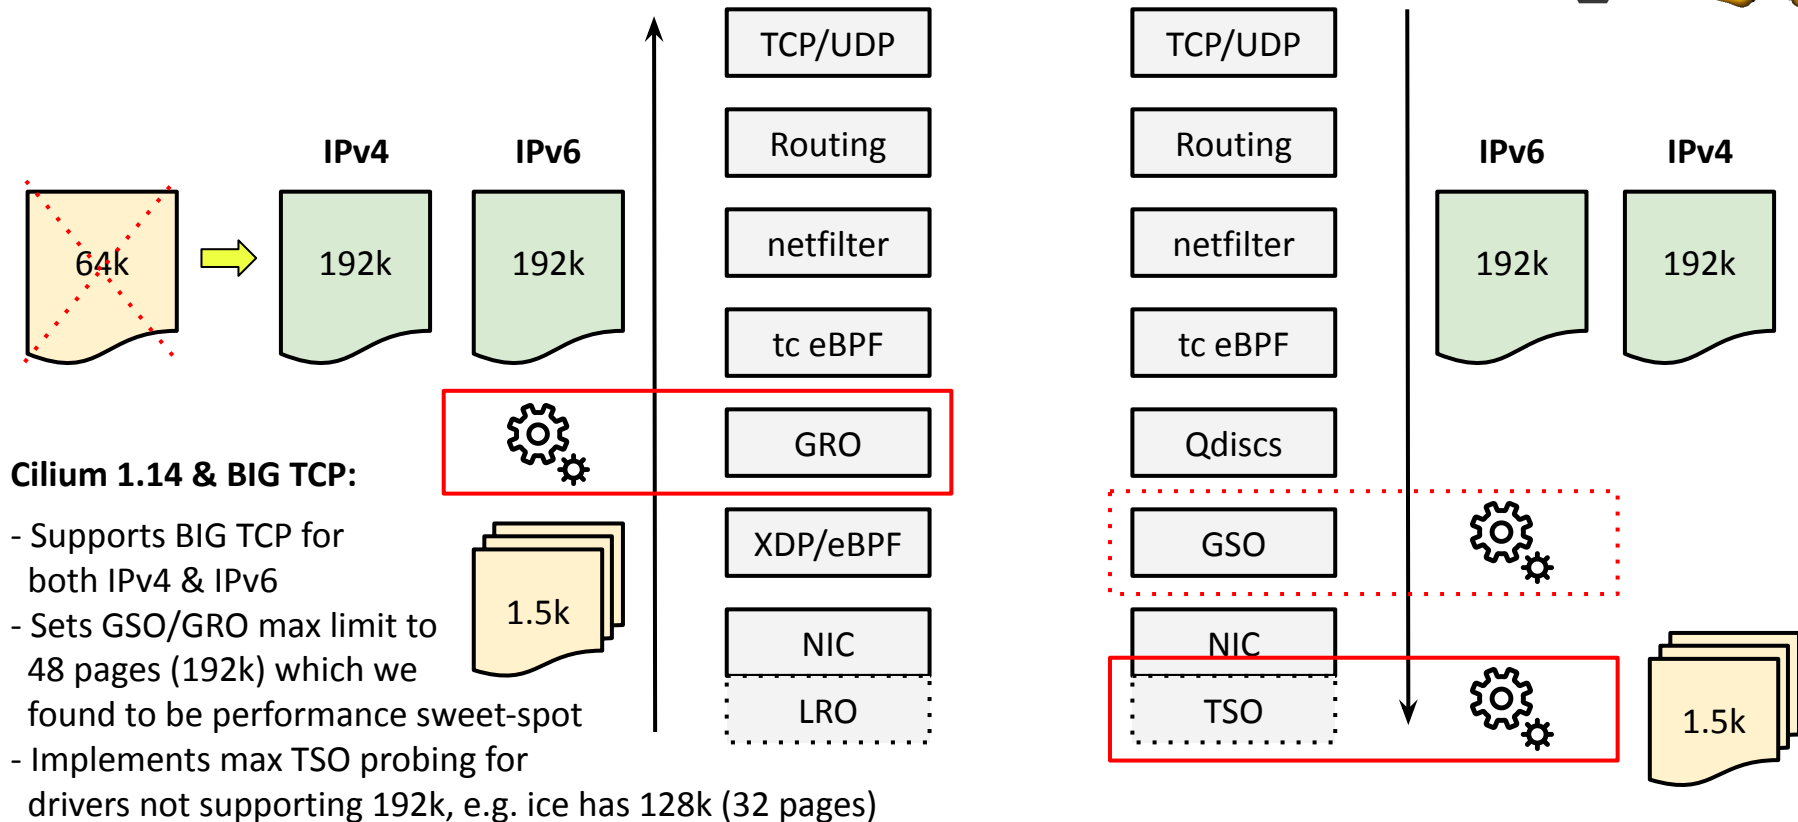 TCP/UDP
TCP/UDP
IPv4
IPv6
Routing
Routing
IPv6
IPv4
64k
192k
192k
netfilter
netfilter
192k
192k
tc eBPF
tc eBPF
GRO
Qdiscs
Cilium 1.14 & BIG TCP:
- Supports BIG TCP for
both IPv4 & IPv6
- Sets GSO/GRO max limit to
48 pages (192k) which we
found to be performance sweet-spot
- Implements max TSO probing for
drivers not supporting 192k, e.g. ice has 128k (32 pages)
1.5k
XDP/eBPF
GSO
NIC
NIC
LRO
TSO
1.5k